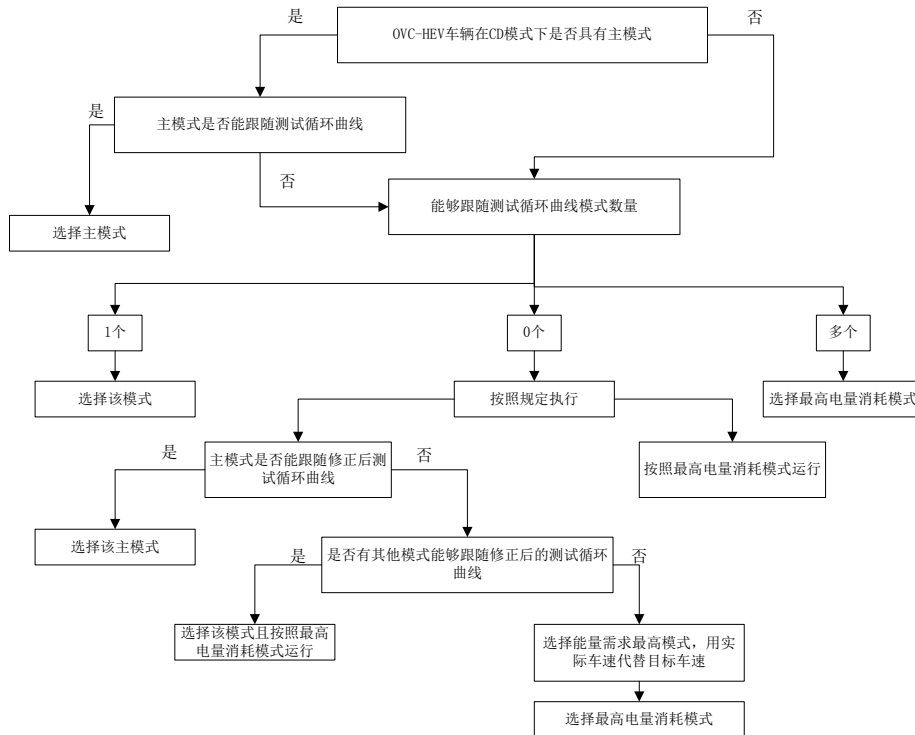 是
否
OVC-HEV车辆在CD模式下是否具有主模式
是
主模式是否能跟随测试循环曲线
否
能够跟随测试循环曲线模式数量
选择主模式
1个
0个
多个
选择该模式
按照规定执行
选择最高电量消耗模式
是
主模式是否能跟随修正后测
试循环曲线
否
按照最高电量消耗模式运行
选择该主模式
是
是否有其他模式能够跟随修正后的测试循环
曲线
否
选择该模式且按照最高
电量消耗模式运行
选择能量需求最高模式，用实
际车速代替目标车速
选择最高电量消耗模式